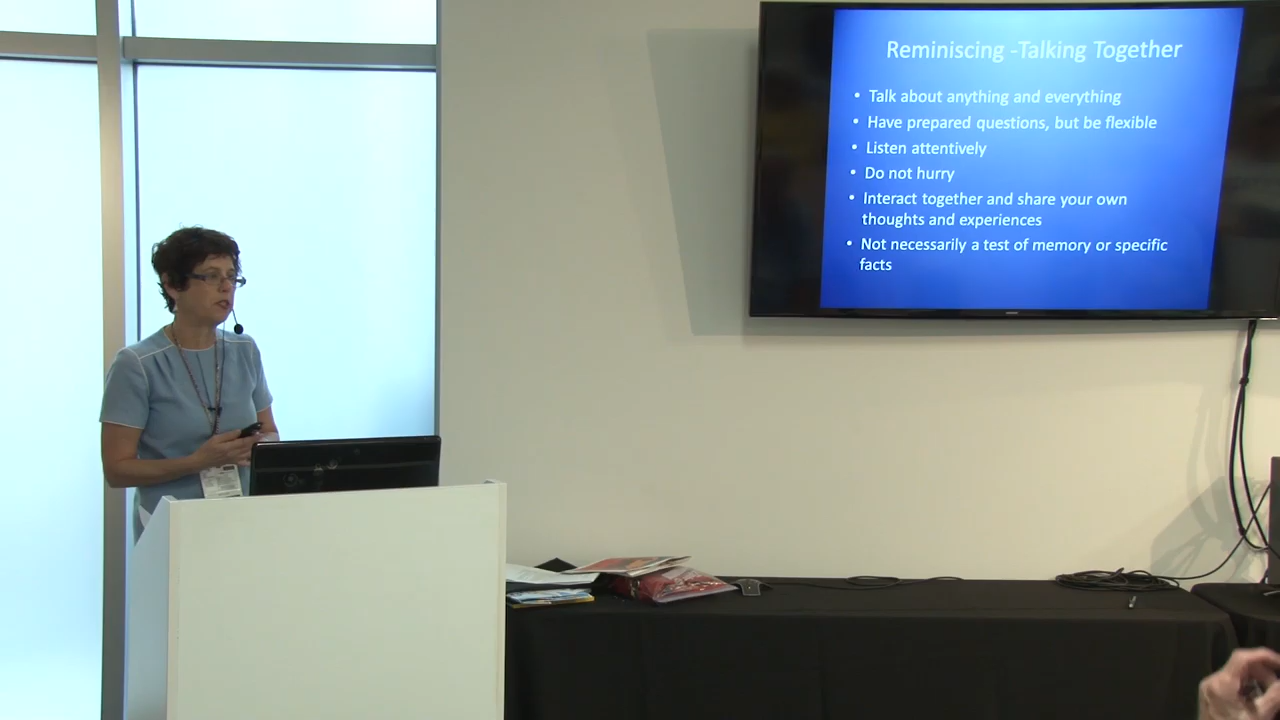 Reminiscing -Talking Together
• Talk about anything and everything
• Have prepared questions, but be flexible
• Listen attentively
• Do not hurry
• Interact together and share your own
thoughts and experiences
• Not necessarily a test of memory or specific
facts